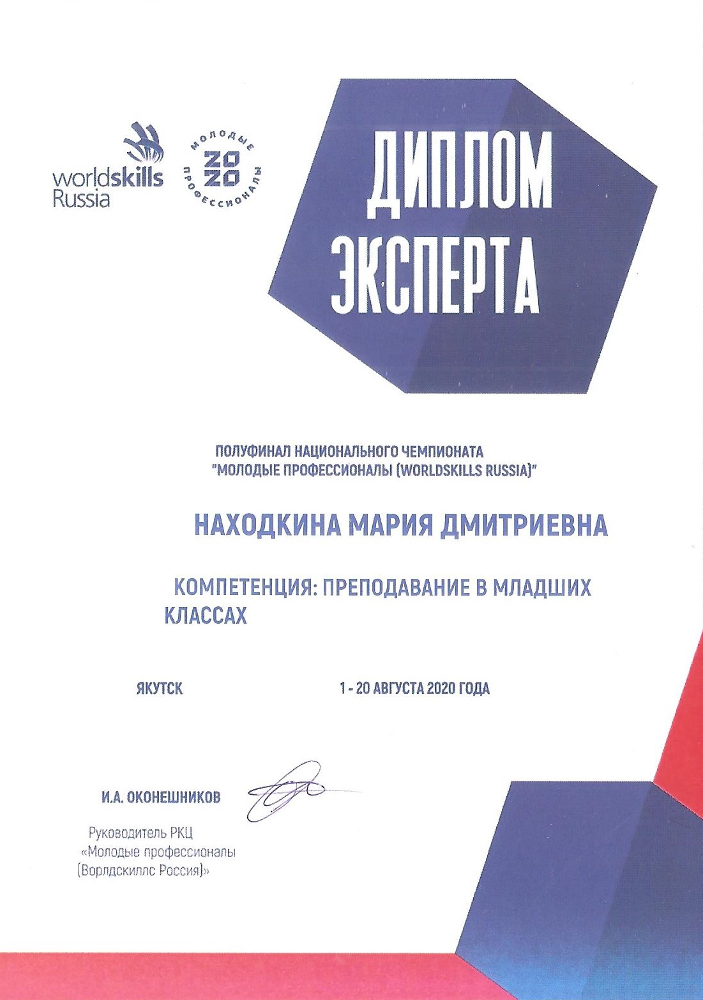 worldskills
Russia
МОЛОДЫЕ
2020
ПРОФЕССИОНАЛЫ
ДИПЛОМ
ЭКСПЕРТА
ПОЛУФИНАЛ НАЦИОНАЛЬНОГО ЧЕМПИОНАТА
"МОЛОДЫЕ ПРОФЕССИОНАЛЫ (WORLDSKILLS RUSSIA)"
НАХОДКИНА МАРИЯ ДМИТРИЕВНА
КОМПЕТЕНЦИЯ: ПРЕПОДАВАНИЕ В МЛАДШИХ
КЛАССАХ
ЯКУТСК 1 - 20 АВГУСТА 2020 ГОДА
И.А. ОКОНЕШНИКОВ
Руководитель РКЦ
«Молодые профессионалы
(Ворлдскиллс Россия)»